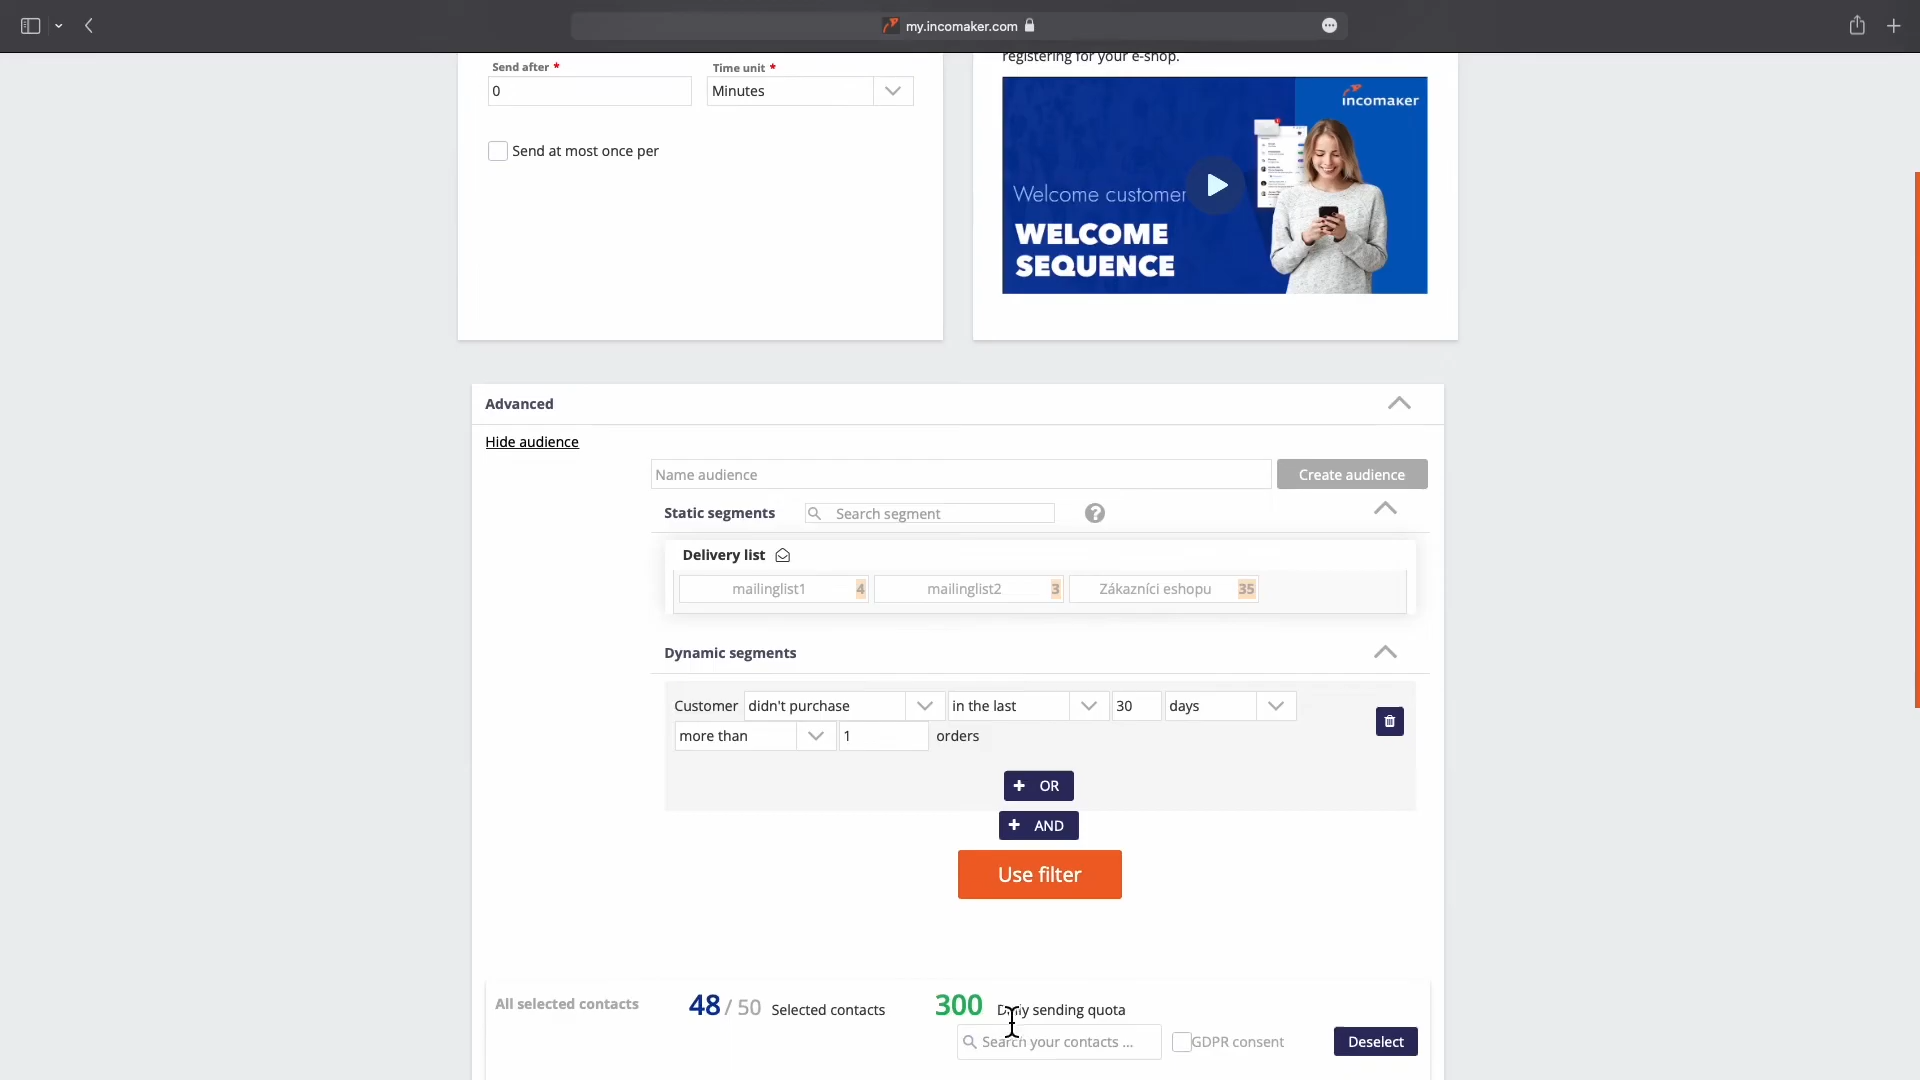 my.incomaker.com
registering for your e-shop.
Send after *
Time unit *
0
Minutes
Send at most once per
incomaker
Welcome customer
WELCOME
SEQUENCE
Advanced
Hide audience
Name audience
Create audience
Static segments
Search segment
?
Delivery list
mailinglist1 4
mailinglist2 3
Zákazníci eshopu 35
Dynamic segments
Customer didn't purchase in the last 30 days
more than 1 orders
+ OR
+ AND
Use filter
All selected contacts
48 / 50 Selected contacts
300 Daily sending quota
Search your contacts ...
GDPR consent
Deselect